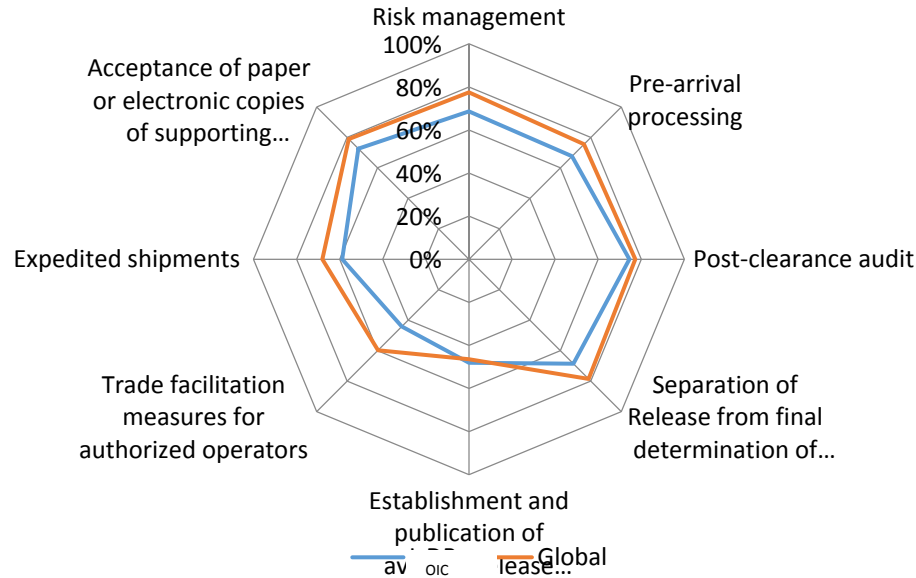 Risk management
100%
80%
60%
40%
20%
0%
Pre-arrival
processing
Post-clearance audit
Separation of
Release from final
determination of…
Establishment and
publication of
lease…
Trade facilitation
measures for
authorized operators
Expedited shipments
Acceptance of paper
or electronic copies
of supporting…
OIC
Global